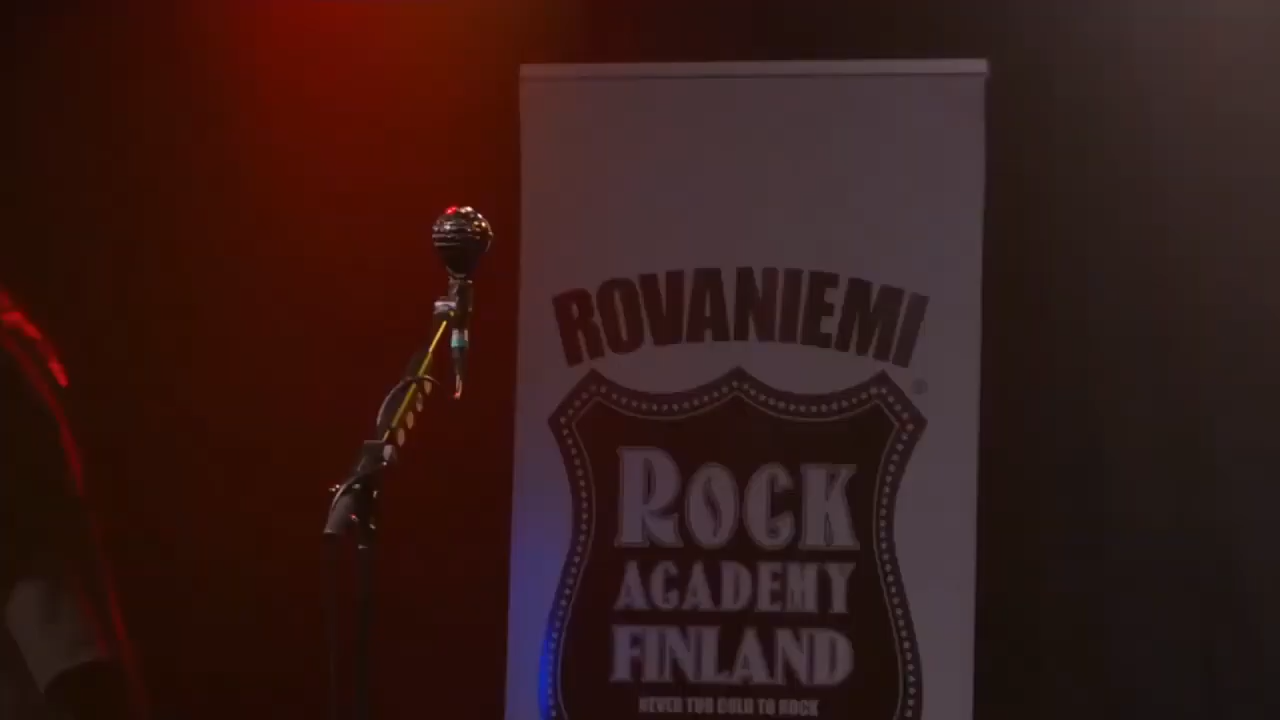 ROVANIEMI
ROCK
ACADEMY
FINLAND
NEVER TOO COLD TO ROCK